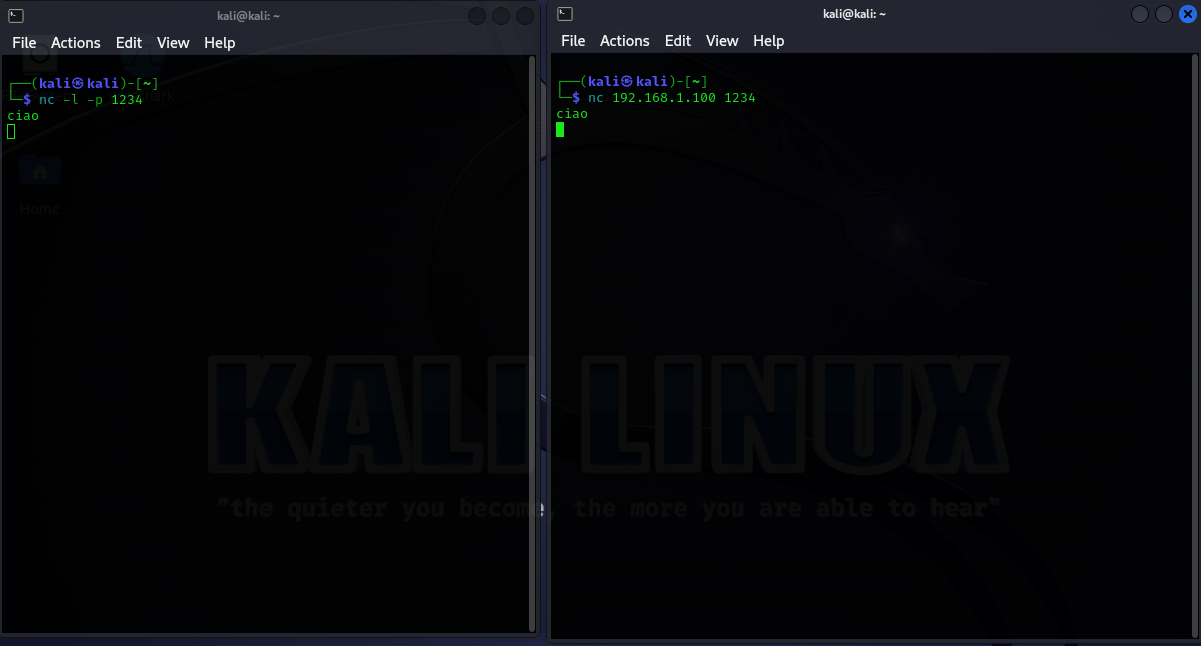 kali@kali: ~
File Actions Edit View Help
┌──(kali㉿kali)-[~]
└─$ nc -l -p 1234
ciao
Home
kali@kali: ~
File Actions Edit View Help
┌──(kali㉿kali)-[~]
└─$ nc 192.168.1.100 1234
ciao
KALI LINUX
"the quieter you become, the more you are able to hear"